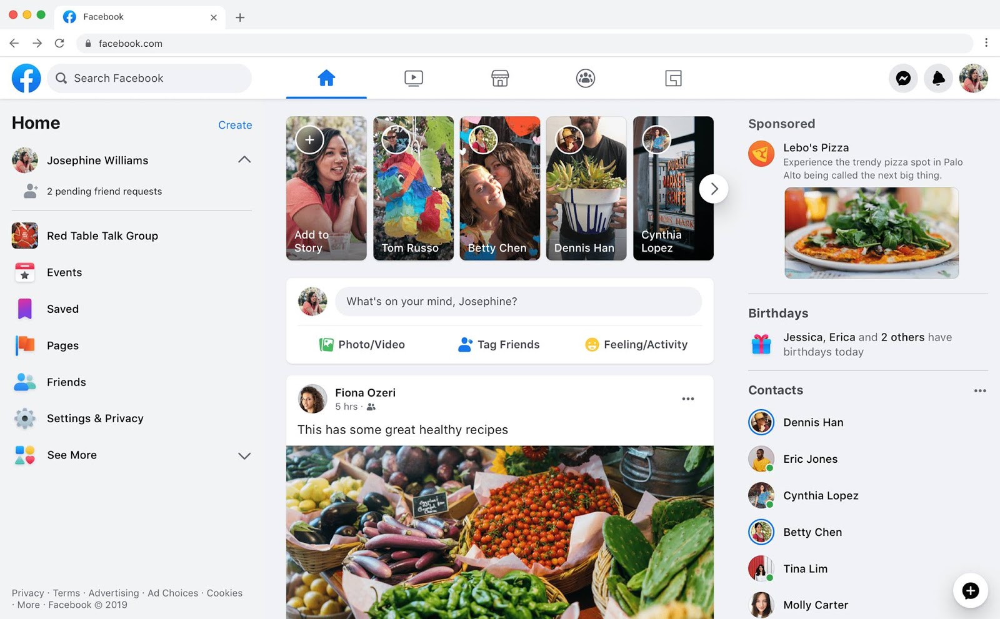 Facebook
facebook.com
Search Facebook
Home
Create
Josephine Williams
2 pending friend requests
Red Table Talk Group
Events
Saved
Pages
Friends
Settings & Privacy
See More
Privacy · Terms · Advertising · Ad Choices · Cookies
· More · Facebook © 2019
Add to
Story
Tom Russo
Betty Chen
Dennis Han
PUBLIC
MARKET
Cynthia
Lopez
What's on your mind, Josephine?
Photo/Video
Tag Friends
Feeling/Activity
Fiona Ozeri
5 hrs ·
This has some great healthy recipes
Sponsored
Lebo's Pizza
Experience the trendy pizza spot in Palo
Alto being called the next big thing.
Birthdays
Jessica, Erica and 2 others have
birthdays today
Contacts
Dennis Han
Eric Jones
Cynthia Lopez
Betty Chen
Tina Lim
Molly Carter